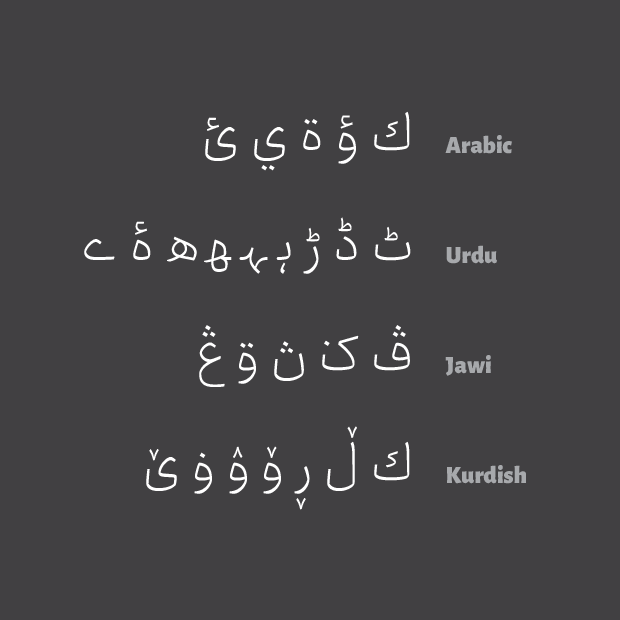 ك ؤ ة ي ئ Arabic
ٹ ڈ ڑ ہ‍ ‍ہ‍ ‍ھ‍ ھ ۂ ے Urdu
ڤ ݢ ڽ ۊ ڠ Jawi
ك ڵ ڕ ۆ ۉ ۏ ێ Kurdish